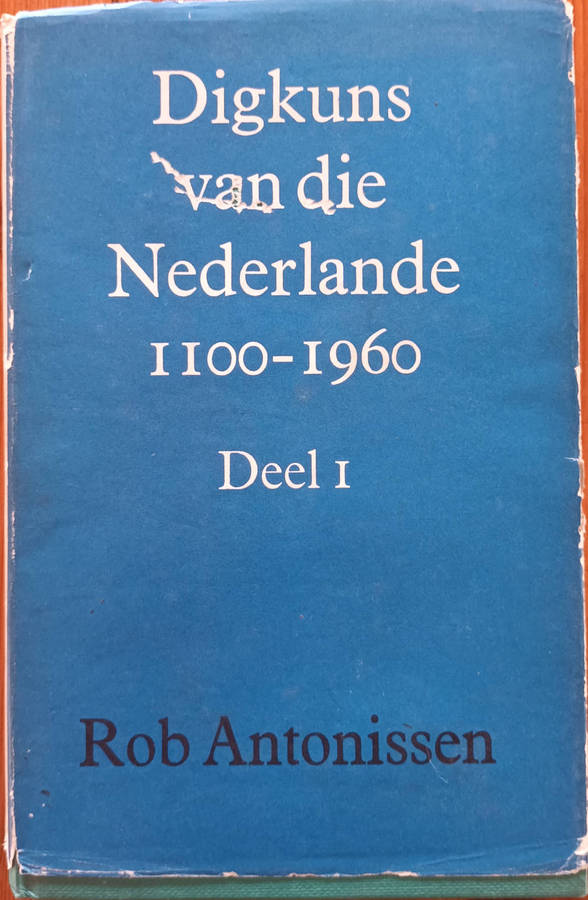 Digkuns
van die
Nederlande
1100-1960
Deel 1
Rob Antonissen